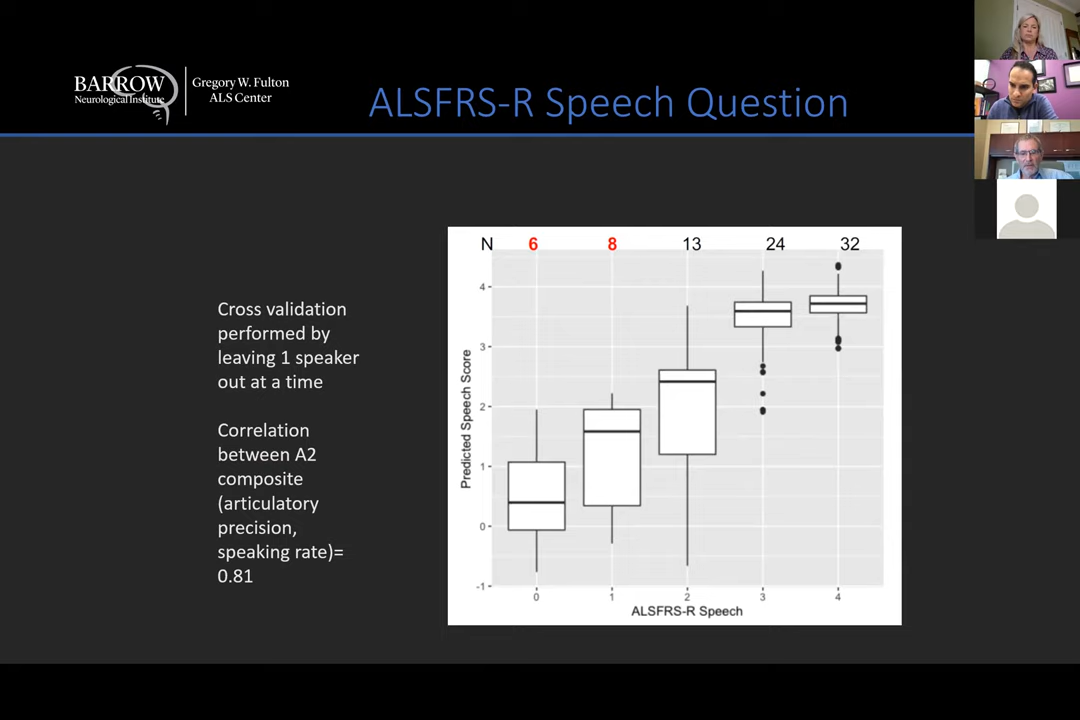 BARROW
Neurological Institute
Gregory W. Fulton
ALS Center
ALSFRS-R Speech Question
Cross validation
performed by
leaving 1 speaker
out at a time
Correlation
between A2
composite
(articulatory
precision,
speaking rate)=
0.81
N 6 8 13 24 32
Predicted Speech Score
4
3
2
1
0
-1
0 1 2 3 4
ALSFRS-R Speech